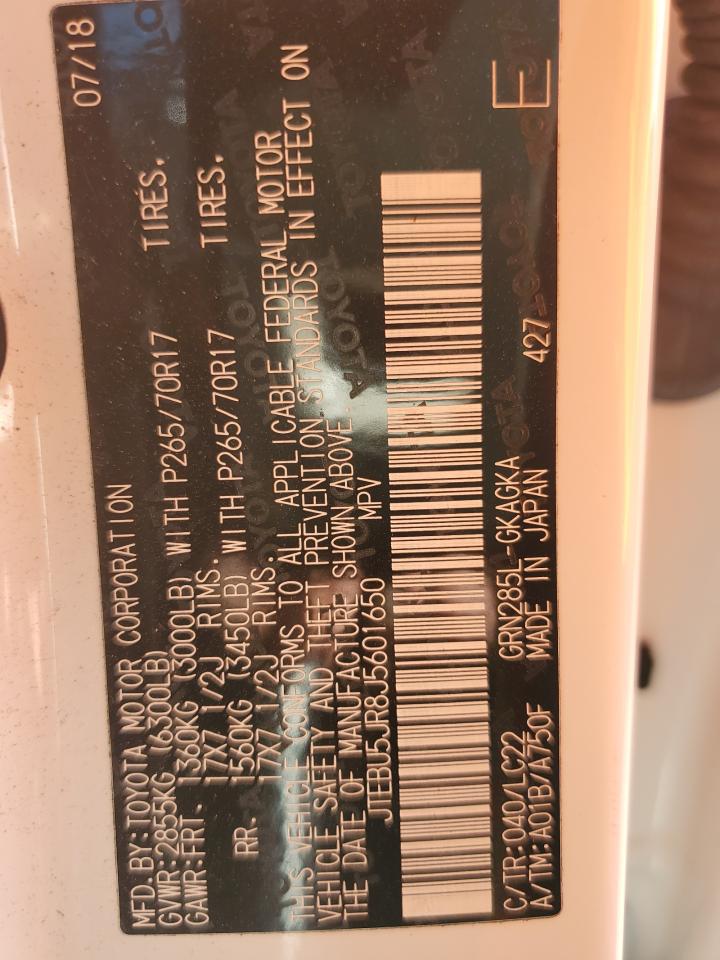 MFD.BY:TOYOTA MOTOR CORPORATION 07/18
GVWR:2855KG (6300LB)
GAWR:FRT- 1360KG (3000LB) WITH P265/70R17 TIRES.
17X7 1/2J RIMS.
RR- 1560KG (3450LB) WITH P265/70R17 TIRES.
17X7 1/2J RIMS.
THIS VEHICLE CONFORMS TO ALL APPLICABLE FEDERAL MOTOR
VEHICLE SAFETY AND THEFT PREVENTION STANDARDS IN EFFECT ON
THE DATE OF MANUFACTURE SHOWN ABOVE.
JTEBU5JR8J5601650 MPV
C/TR:040/LC22 GRN285L-GKAGKA
A/TM:A01B/A750F MADE IN JAPAN 427 E